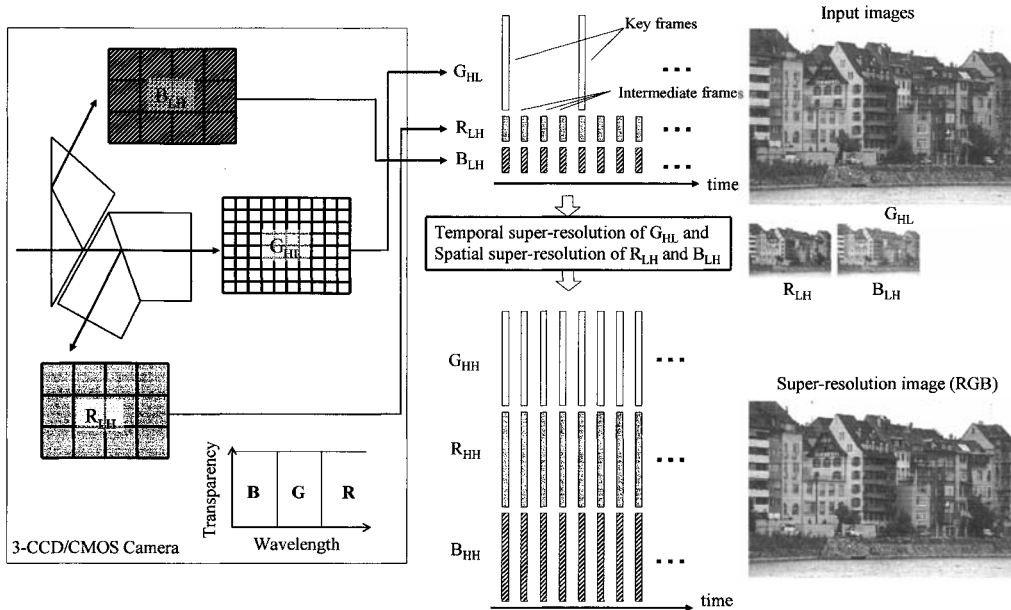 B_LH
G_HL
R_LH
Transparency
B G R
Wavelength
3-CCD/CMOS Camera
Key frames
G_HL
Intermediate frames
R_LH
B_LH
time
Temporal super-resolution of G_HL and
Spatial super-resolution of R_LH and B_LH
G_HH
R_HH
B_HH
time
Input images
G_HL
R_LH B_LH
Super-resolution image (RGB)